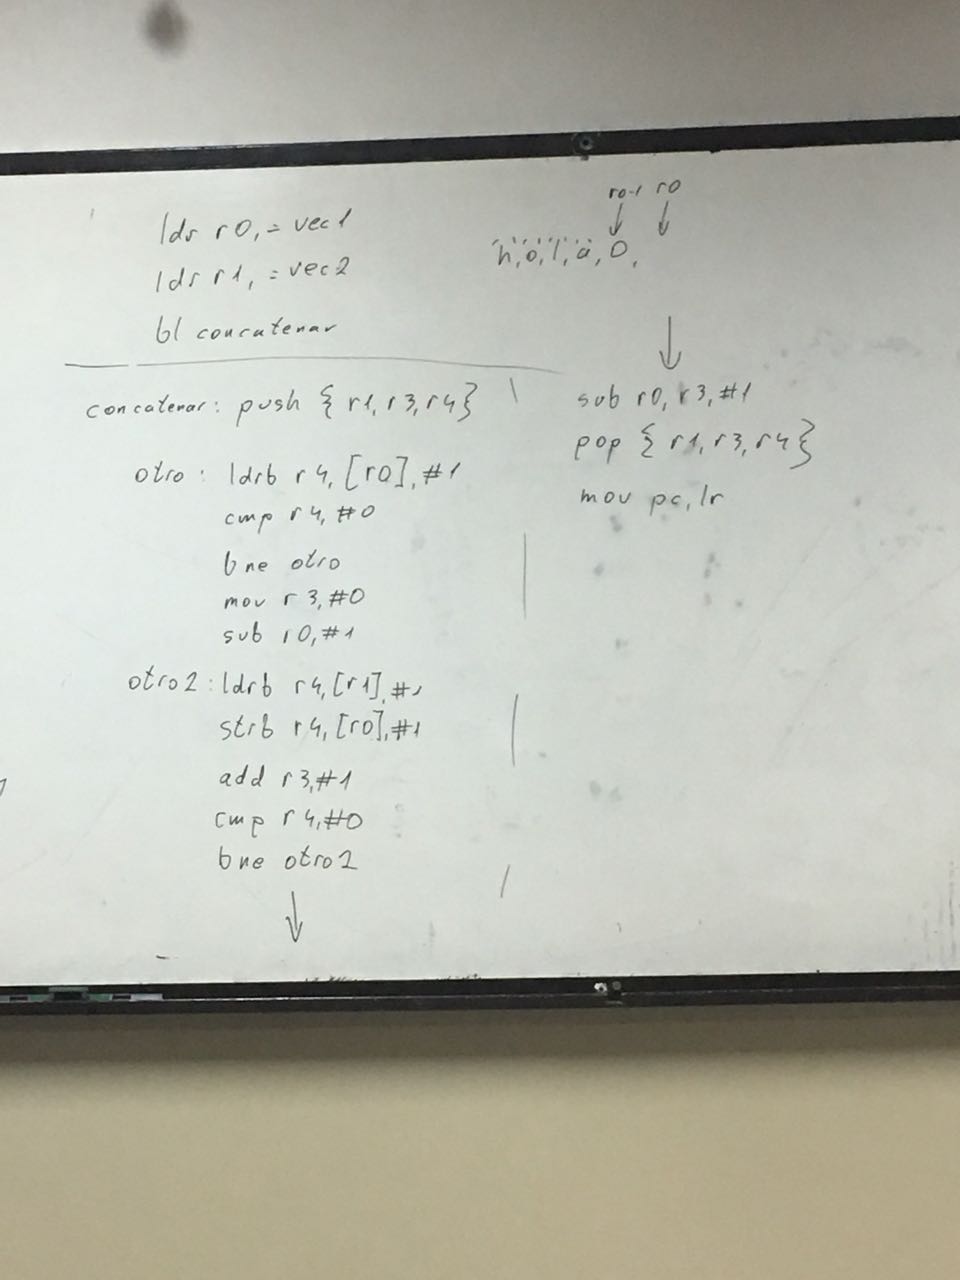 ldr r0, = vec1
ldr r1, = vec2
bl concatenar
concatenar: push { r1, r3, r4}
otro: ldrb r4, [r0], #1
cmp r4, #0
bne otro
mov r3, #0
sub r0, #1
otro2: ldrb r4, [r1], #1
strb r4, [r0], #1
add r3, #1
cmp r4, #0
bne otro2
r0-1 r0
'h','o','l','a', 0,
sub r0, r3, #1
pop { r1, r3, r4}
mov pc, lr